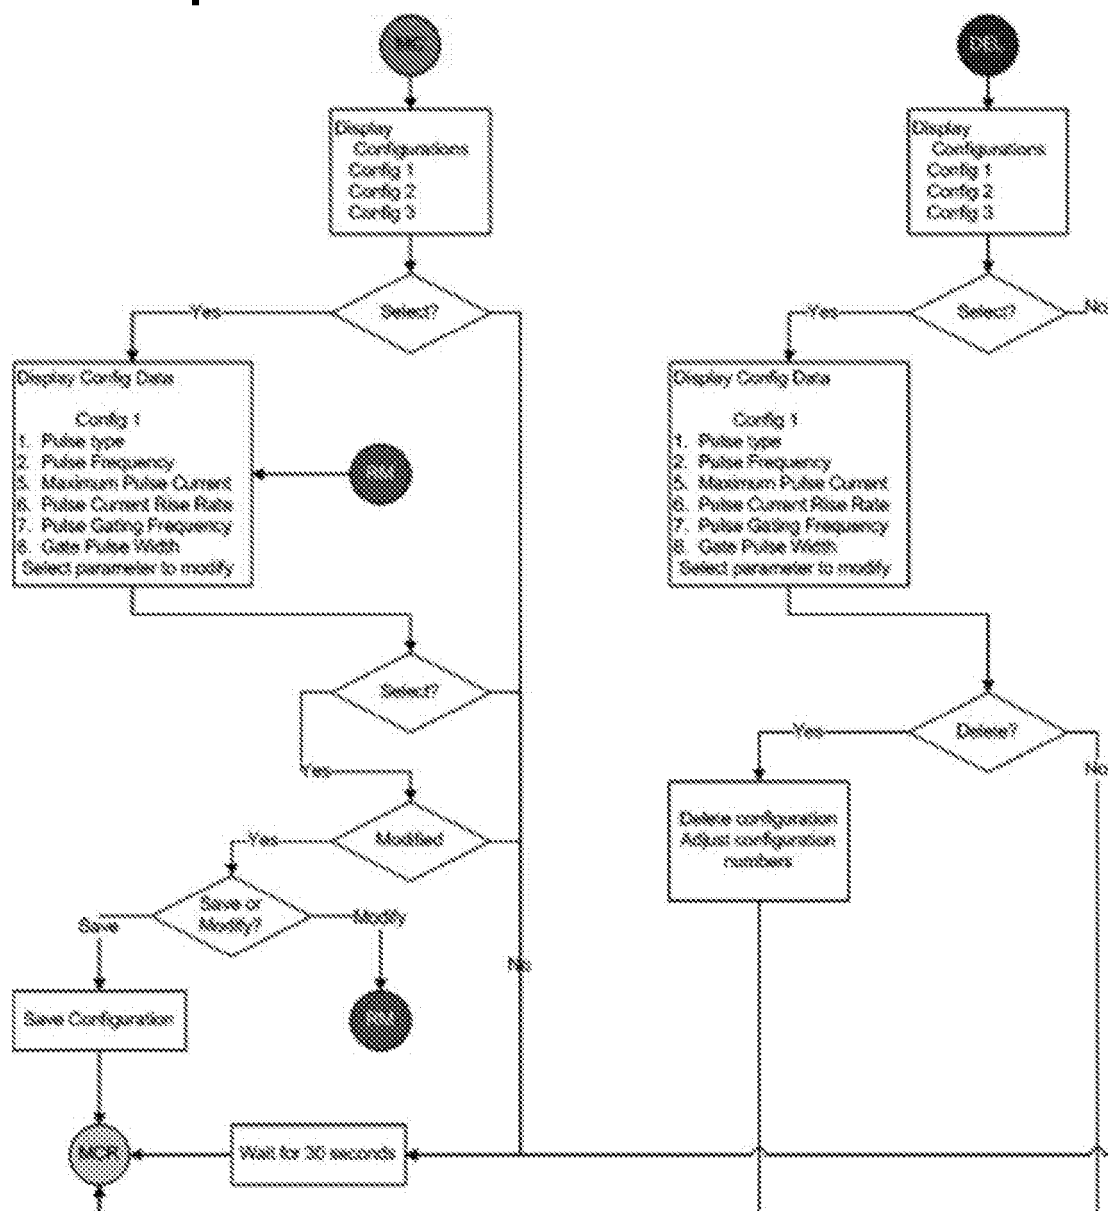 Display
Configurations
Config 1
Config 2
Config 3
Select?
Yes
Display Config Data
Config 1
1. Pulse type
2. Pulse Frequency
5. Maximum Pulse Current
6. Pulse Current Rise Rate
7. Pulse Gating Frequency
8. Gate Pulse Width
Select parameter to modify
Select?
Yes
Modified
Yes
Save or
Modify?
Save
Modify
No
Save Configuration
MCR
Wait for 30 seconds
Display
Configurations
Config 1
Config 2
Config 3
Select?
Yes
No
Display Config Data
Config 1
1. Pulse type
2. Pulse Frequency
5. Maximum Pulse Current
6. Pulse Current Rise Rate
7. Pulse Gating Frequency
8. Gate Pulse Width
Select parameter to modify
Delete?
Yes
No
Delete configuration
Adjust configuration
numbers